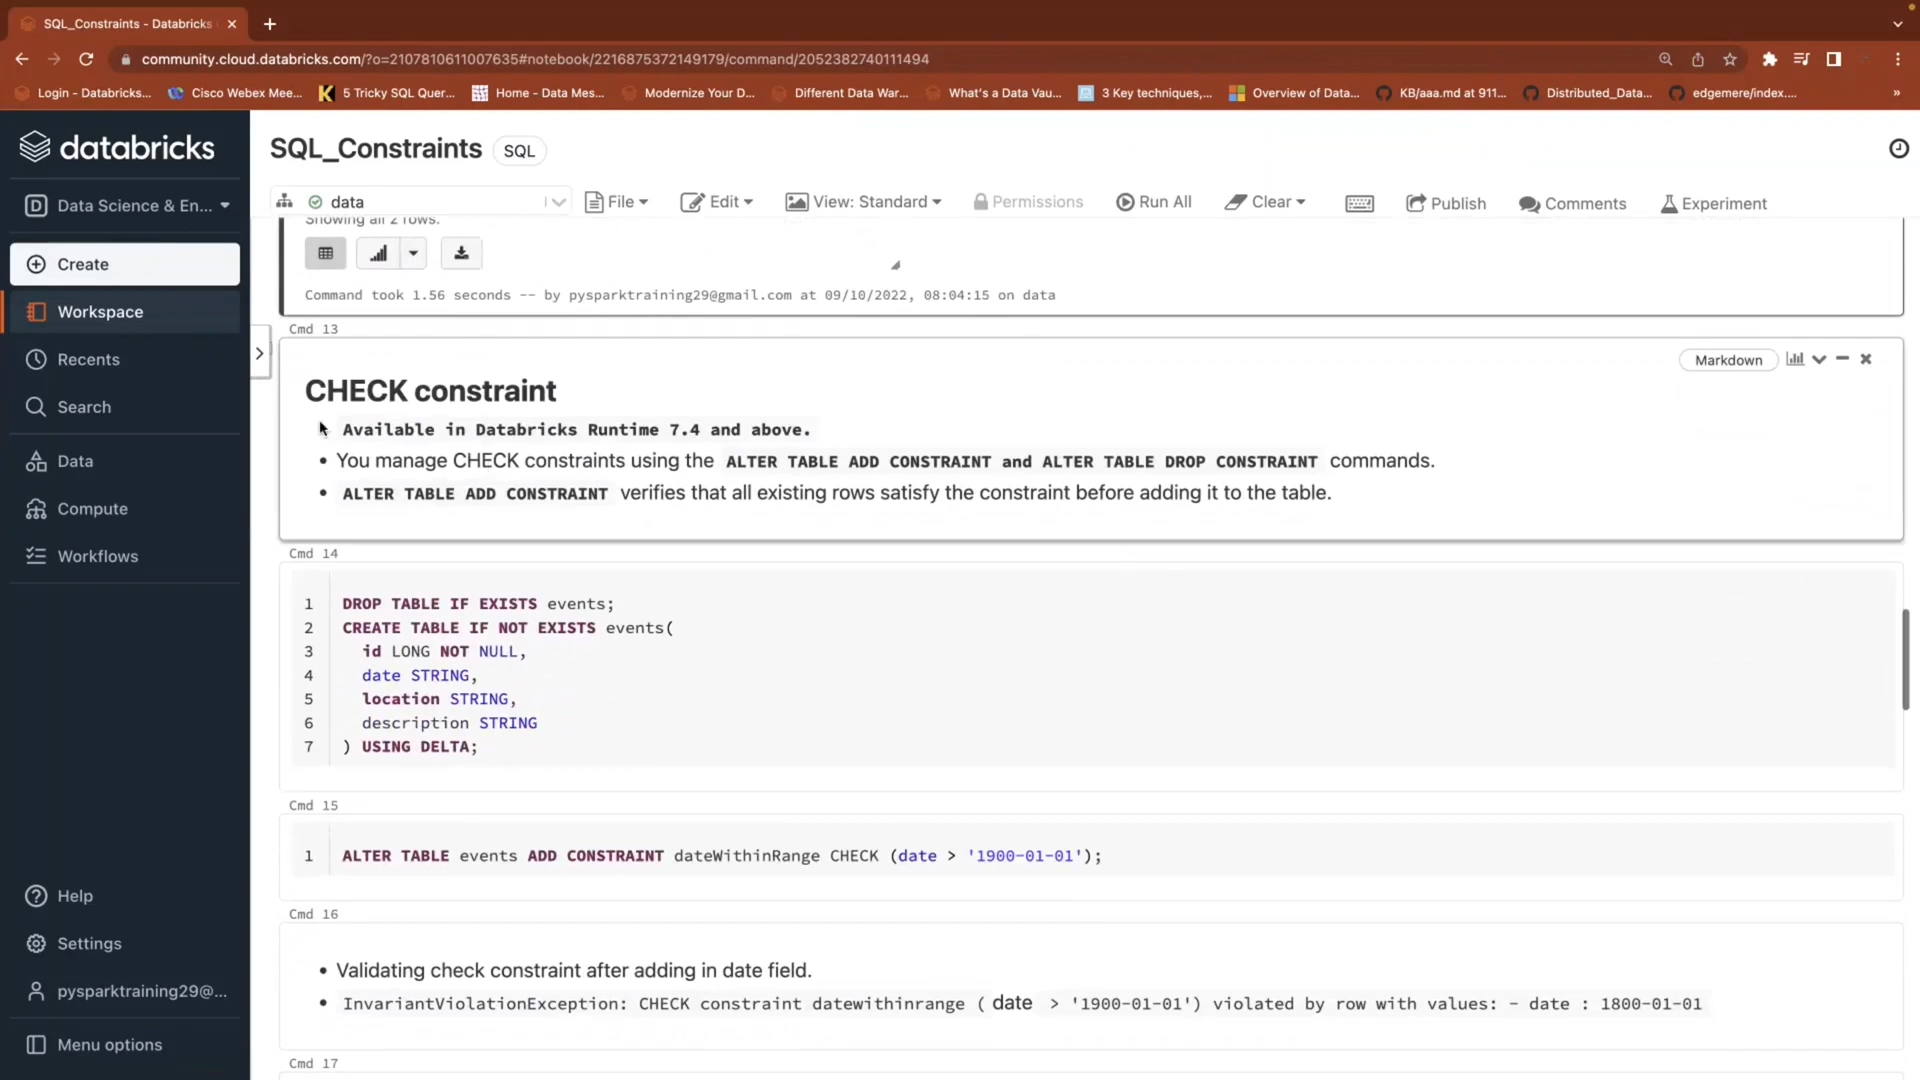 SQL_Constraints - Databricks
community.cloud.databricks.com/?o=2107810611007635#notebook/2216875372149179/command/2052382740111494
Login - Databricks...
Cisco Webex Mee...
5 Tricky SQL Quer...
Home - Data Mes...
Modernize Your D...
Different Data War...
What's a Data Vau...
3 Key techniques,...
Overview of Data...
KB/aaa.md at 911...
Distributed_Data...
edgemere/index....
»
databricks
SQL_Constraints
SQL
Data Science & En...
data
File
Edit
View: Standard
Permissions
Run All
Clear
Publish
Comments
Experiment
Create
Workspace
Recents
Search
Data
Compute
Workflows
Help
Settings
pysparktraining29@...
Menu options
Showing all 2 rows.
Command took 1.56 seconds -- by pysparktraining29@gmail.com at 09/10/2022, 08:04:15 on data
Cmd 13
Markdown
CHECK constraint
Available in Databricks Runtime 7.4 and above.
• You manage CHECK constraints using the ALTER TABLE ADD CONSTRAINT and ALTER TABLE DROP CONSTRAINT commands.
• ALTER TABLE ADD CONSTRAINT verifies that all existing rows satisfy the constraint before adding it to the table.
Cmd 14
1 DROP TABLE IF EXISTS events;
2 CREATE TABLE IF NOT EXISTS events(
3 id LONG NOT NULL,
4 date STRING,
5 location STRING,
6 description STRING
7 ) USING DELTA;
Cmd 15
1 ALTER TABLE events ADD CONSTRAINT dateWithinRange CHECK (date > '1900-01-01');
Cmd 16
• Validating check constraint after adding in date field.
• InvariantViolationException: CHECK constraint datewithinrange ( date > '1900-01-01') violated by row with values: - date : 1800-01-01
Cmd 17